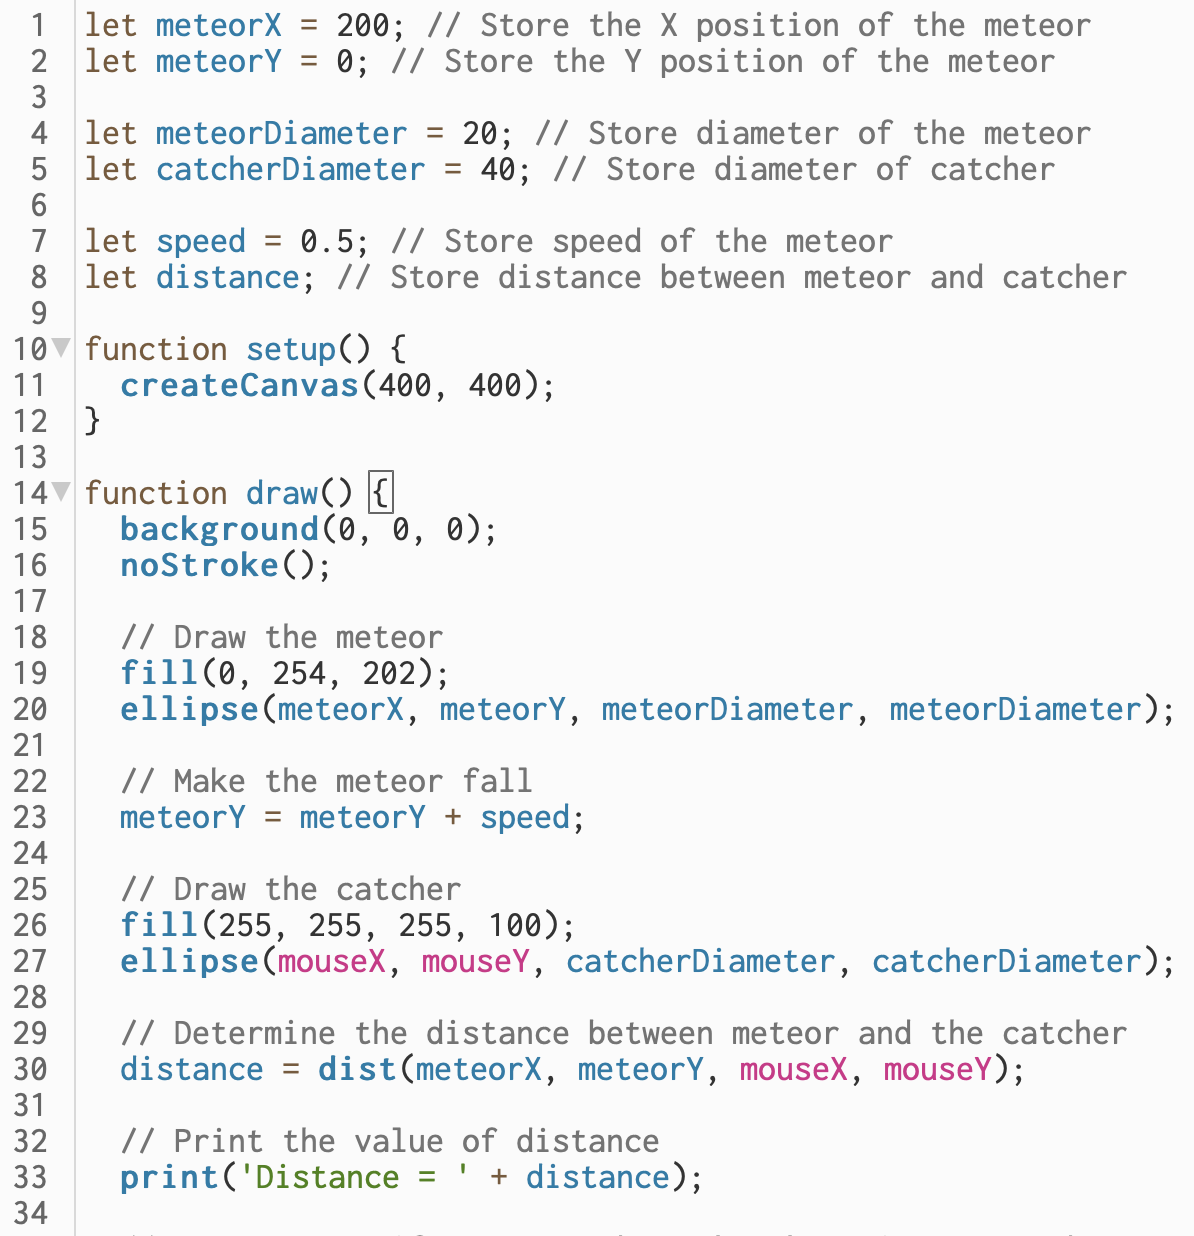 1 let meteorX = 200; // Store the X position of the meteor
2 let meteorY = 0; // Store the Y position of the meteor
3
4 let meteorDiameter = 20; // Store diameter of the meteor
5 let catcherDiameter = 40; // Store diameter of catcher
6
7 let speed = 0.5; // Store speed of the meteor
8 let distance; // Store distance between meteor and catcher
9
10 function setup() {
11   createCanvas(400, 400);
12 }
13
14 function draw() {
15   background(0, 0, 0);
16   noStroke();
17
18   // Draw the meteor
19   fill(0, 254, 202);
20   ellipse(meteorX, meteorY, meteorDiameter, meteorDiameter);
21
22   // Make the meteor fall
23   meteorY = meteorY + speed;
24
25   // Draw the catcher
26   fill(255, 255, 255, 100);
27   ellipse(mouseX, mouseY, catcherDiameter, catcherDiameter);
28
29   // Determine the distance between meteor and the catcher
30   distance = dist(meteorX, meteorY, mouseX, mouseY);
31
32   // Print the value of distance
33   print('Distance = ' + distance);
34